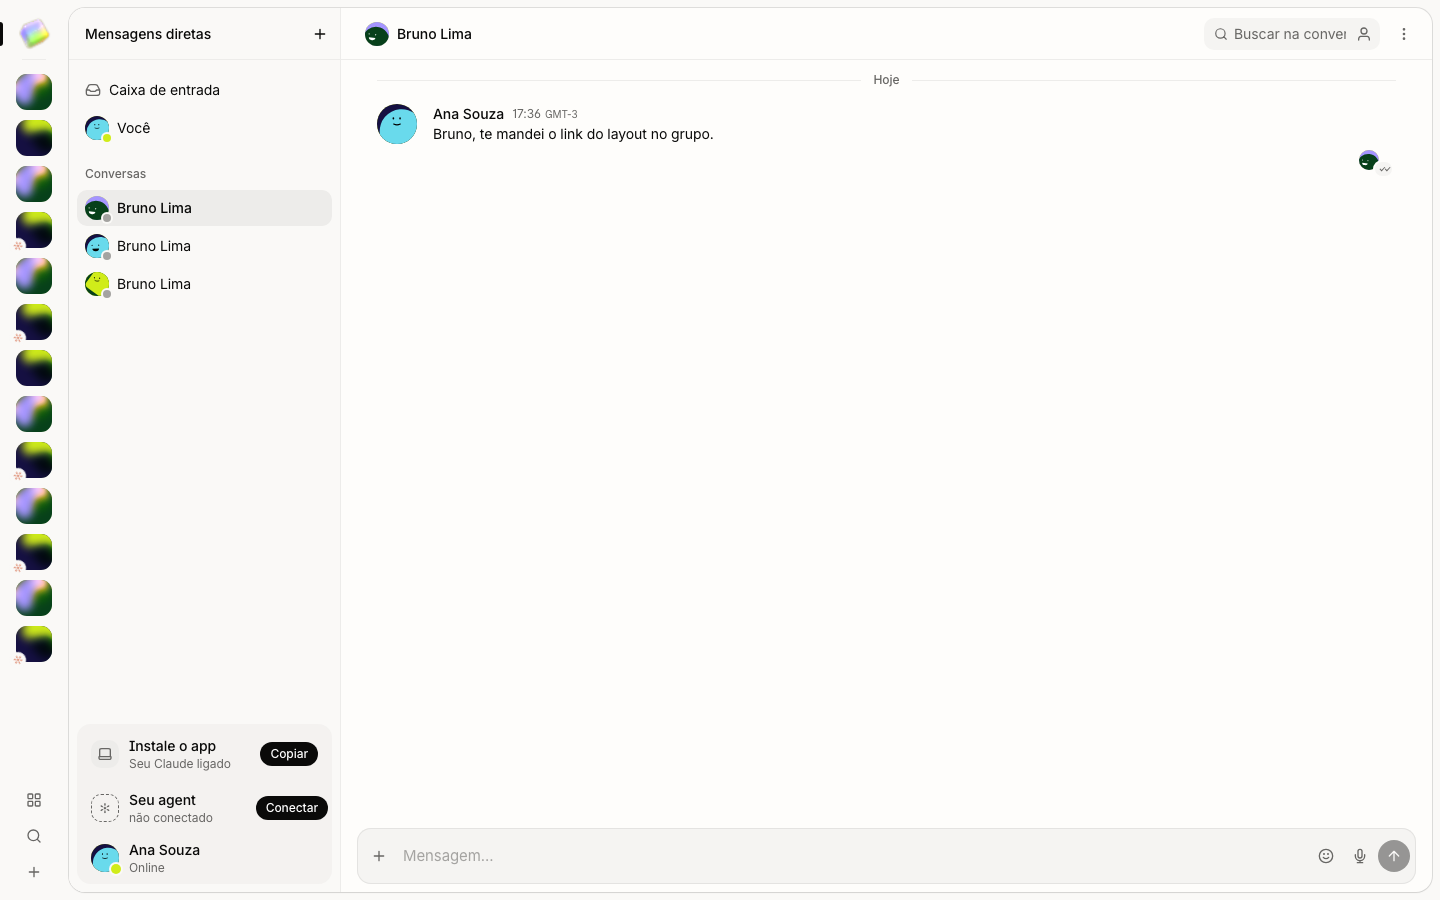 Mensagens diretas
Caixa de entrada
Você
Conversas
Bruno Lima
Bruno Lima
Bruno Lima
Instale o app
Seu Claude ligado
Copiar
Seu agent
não conectado
Conectar
Ana Souza
Online
Bruno Lima
Buscar na conver
Hoje
Ana Souza 17:36 GMT-3
Bruno, te mandei o link do layout no grupo.
Mensagem...